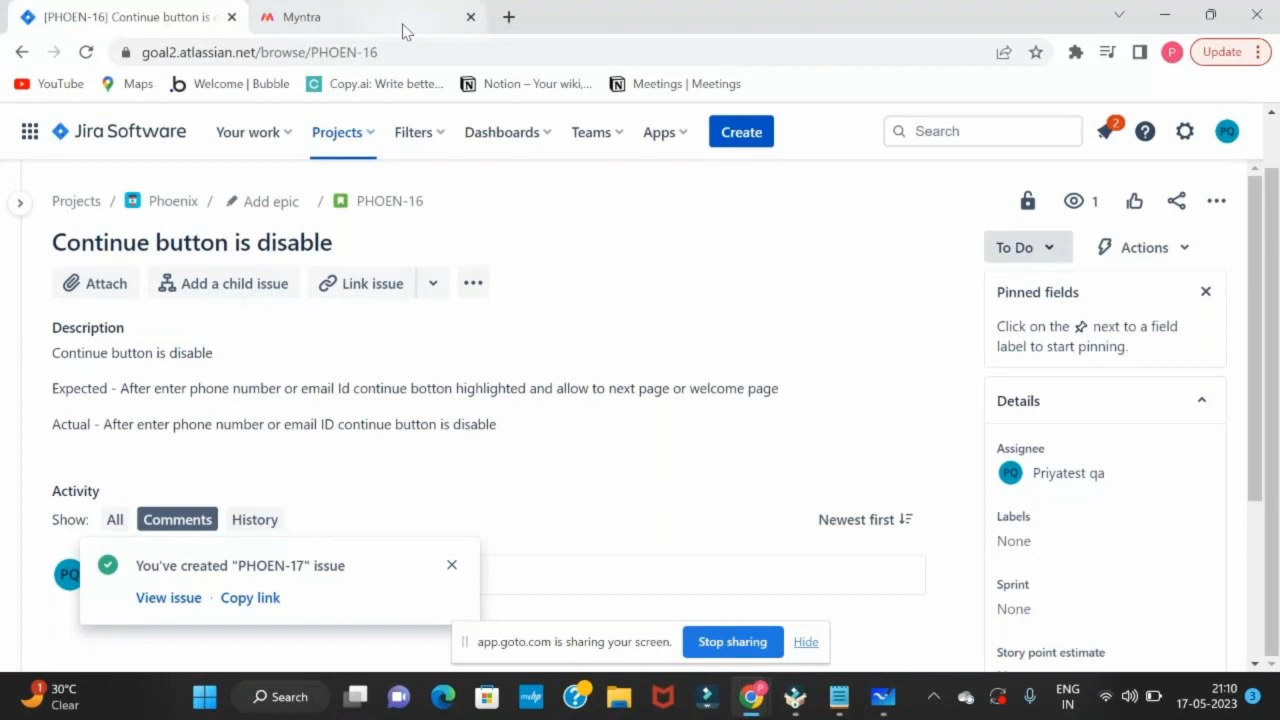 [PHOEN-16] Continue button is
Myntra
goal2.atlassian.net/browse/PHOEN-16
P
Update
YouTube
Maps
Welcome | Bubble
Copy.ai: Write bette...
Notion – Your wiki,...
Meetings | Meetings
Jira Software
Your work
Projects
Filters
Dashboards
Teams
Apps
Create
Search
2
PQ
Projects / Phoenix / Add epic / PHOEN-16
1
Continue button is disable
To Do
Actions
Attach
Add a child issue
Link issue
Pinned fields
Click on the next to a field
label to start pinning.
Description
Continue button is disable
Expected - After enter phone number or email Id continue botton highlighted and allow to next page or welcome page
Actual - After enter phone number or email ID continue button is disable
Details
Assignee
PQ Priyatest qa
Labels
None
Sprint
None
Story point estimate
Activity
Show: All Comments History
Newest first
PQ
You've created "PHOEN-17" issue
View issue · Copy link
app.goto.com is sharing your screen.
Stop sharing
Hide
1
30°C
Clear
Search
ENG
IN
21:10
17-05-2023
3